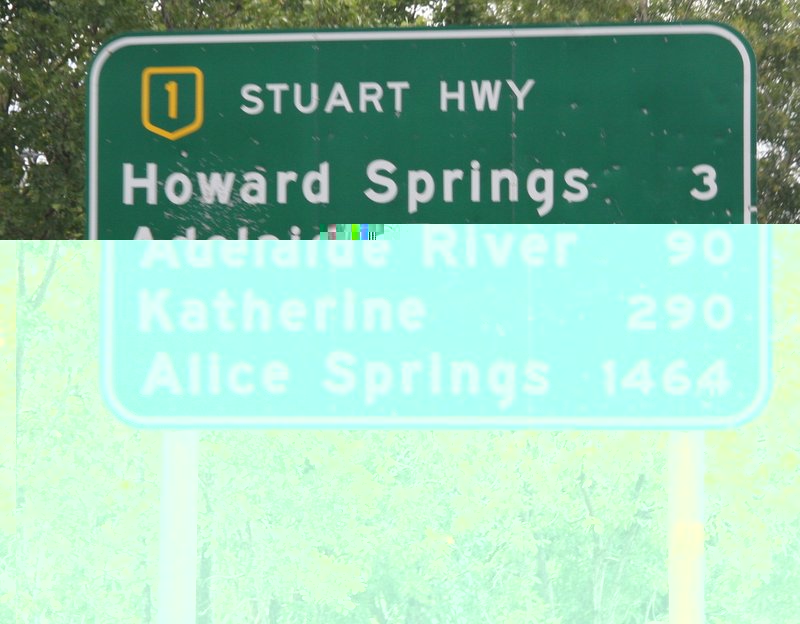 1 STUART HWY
Howard Springs 3
Adelaide River 90
Katherine 290
Alice Springs 1464